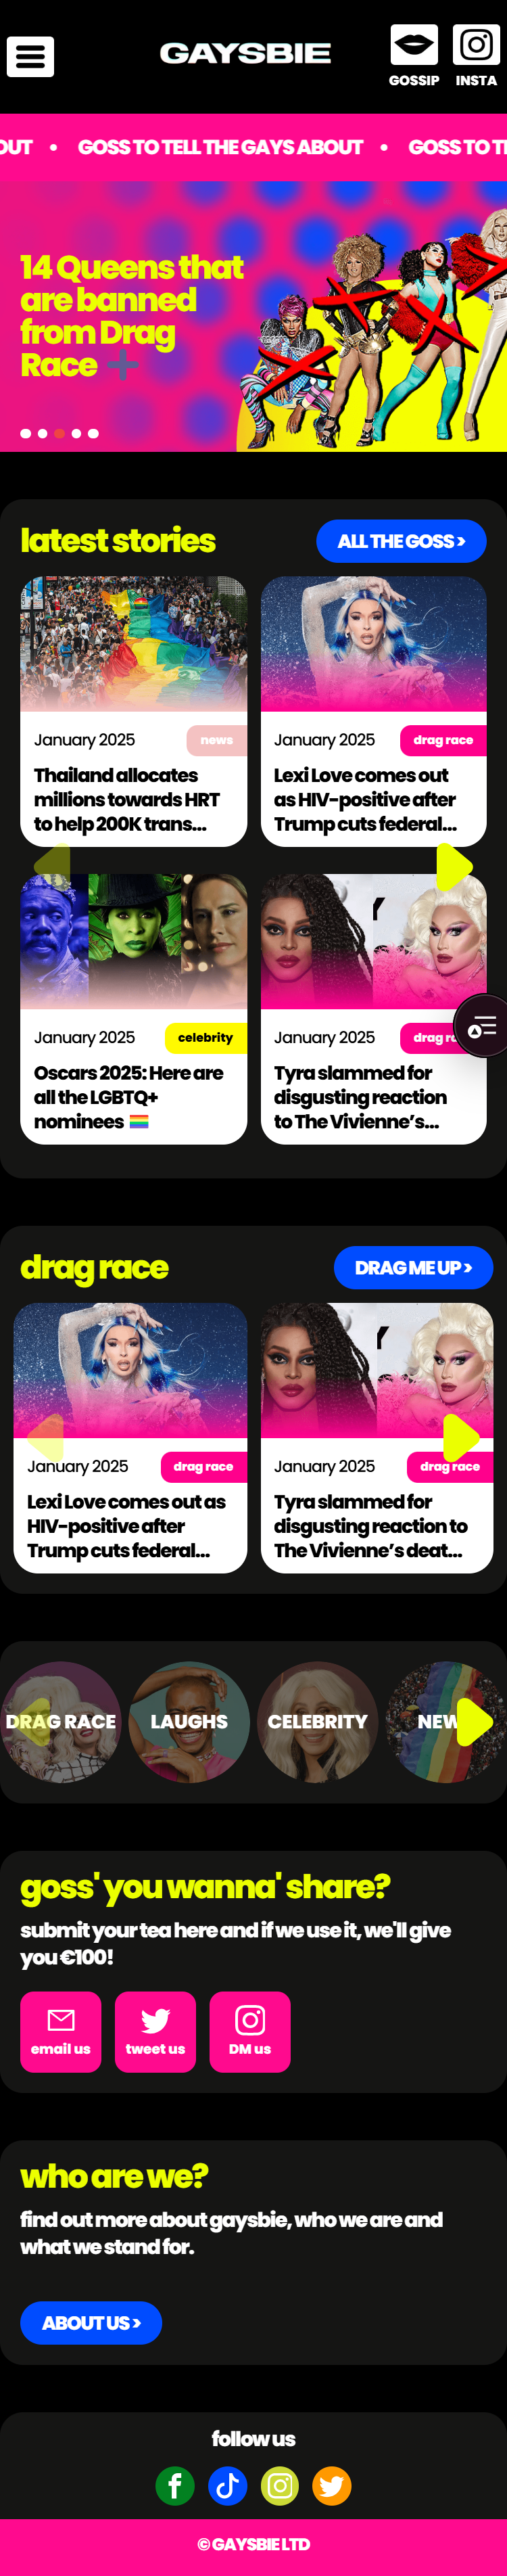 GAYSBIE
GOSSIP
INSTA
OUT • GOSS TO TELL THE GAYS ABOUT • GOSS TO T
14 Queens that
are banned
from Drag
Race ➕
latest stories
ALL THE GOSS >
January 2025
news
Thailand allocates
millions towards HRT
to help 200K trans...
January 2025
drag race
Lexi Love comes out
as HIV-positive after
Trump cuts federal...
January 2025
celebrity
Oscars 2025: Here are
all the LGBTQ+
nominees 🏳️‍🌈
January 2025
drag ra
Tyra slammed for
disgusting reaction
to The Vivienne’s...
drag race
DRAG ME UP >
January 2025
drag race
Lexi Love comes out as
HIV-positive after
Trump cuts federal...
January 2025
drag race
Tyra slammed for
disgusting reaction to
The Vivienne’s deat...
DRAG RACE
LAUGHS
CELEBRITY
NEW
goss' you wanna' share?
submit your tea here and if we use it, we'll give
you €100!
email us
tweet us
DM us
who are we?
find out more about gaysbie, who we are and
what we stand for.
ABOUT US >
follow us
© GAYSBIE LTD